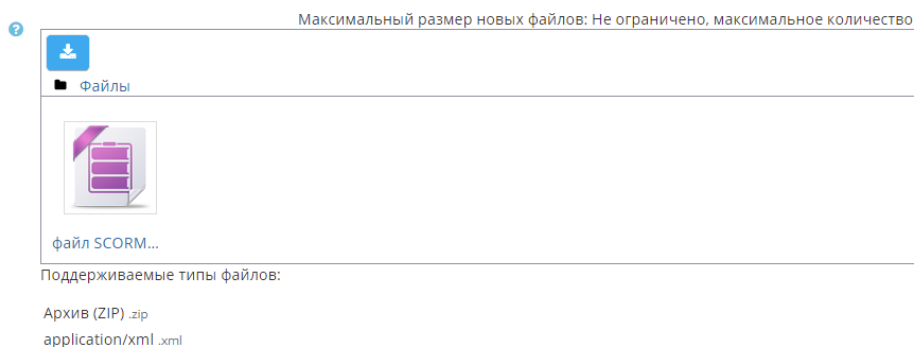 Максимальный размер новых файлов: Не ограничено, максимальное количество
Файлы
файл SCORM...
Поддерживаемые типы файлов:
Архив (ZIP) .zip
application/xml .xml